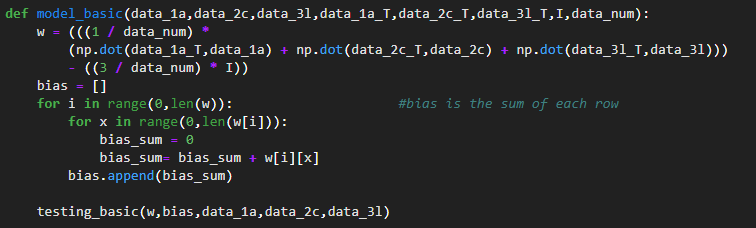 def model_basic(data_1a,data_2c,data_3l,data_1a_T,data_2c_T,data_3l_T,I,data_num):
    w = (((1 / data_num) *
        (np.dot(data_1a_T,data_1a) + np.dot(data_2c_T,data_2c) + np.dot(data_3l_T,data_3l)))
        - ((3 / data_num) * I))
    bias = []
    for i in range(0,len(w)):                      #bias is the sum of each row
        for x in range(0,len(w[i])):
            bias_sum = 0
            bias_sum= bias_sum + w[i][x]
        bias.append(bias_sum)
    testing_basic(w,bias,data_1a,data_2c,data_3l)